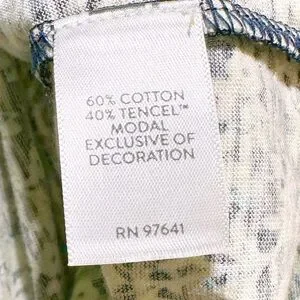 60% COTTON
40% TENCEL™
MODAL
EXCLUSIVE OF
DECORATION
RN 97641